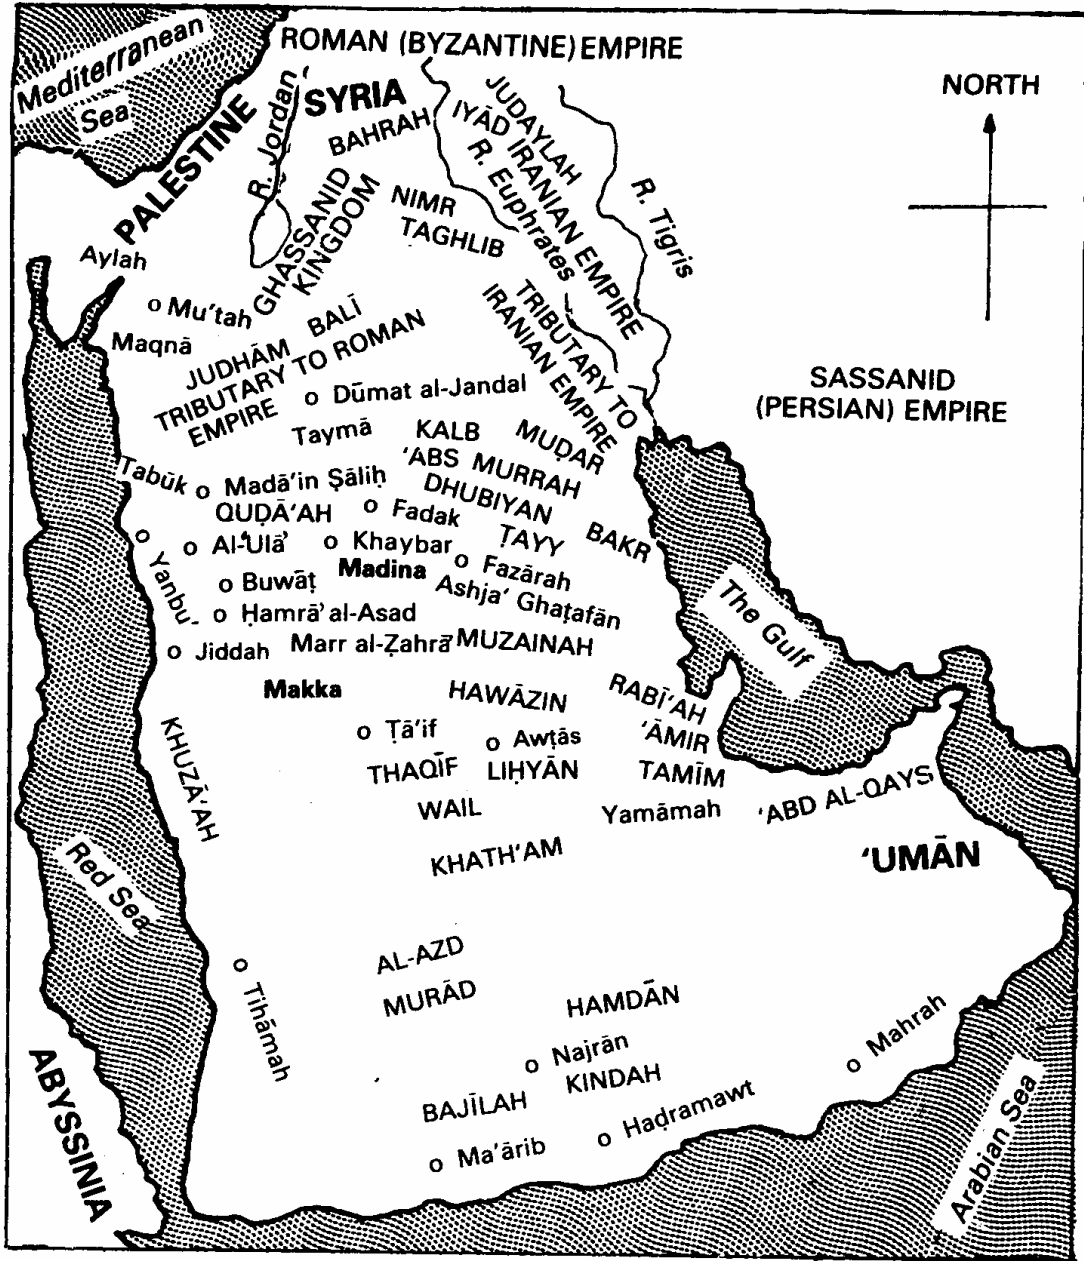 ROMAN (BYZANTINE) EMPIRE
Mediterranean
Sea
NORTH
SYRIA
R. Jordan
PALESTINE
BAHRAH
JUDAYLAH
IYĀD IRANIAN EMPIRE
R. Euphrates
R. Tigris
NIMR
TAGHLIB
GHASSANID
KINGDOM
Aylah
Mu'tah
Maqnā
BALĪ
JUDHĀM
TRIBUTARY TO ROMAN
EMPIRE
TRIBUTARY TO
IRANIAN EMPIRE
SASSANID
(PERSIAN) EMPIRE
Dūmat al-Jandal
Taymā
KALB
MUḌAR
'ABS MURRAH
DHUBIYAN
Tabūk
Madā'in Ṣāliḥ
QUḌĀ'AH
Fadak
TAYY
BAKR
Yanbu'
Al-'Ulā'
Khaybar
Fazārah
Buwāṭ
Madina
Ashja' Ghaṭafān
Ḥamrā' al-Asad
The Gulf
Jiddah
Marr al-Ẓahrā
MUZAINAH
Makka
HAWĀZIN
RABĪ'AH
'ĀMIR
KHUZĀ'AH
Ṭā'if
Awṭās
THAQĪF
LIḤYĀN
TAMĪM
WAIL
Yamāmah
'ABD AL-QAYS
KHATH'AM
'UMĀN
Red Sea
AL-AZD
MURĀD
HAMDĀN
Tihāmah
Najrān
KINDAH
Mahrah
ABYSSINIA
BAJĪLAH
Ma'ārib
Haḍramawt
Arabian Sea